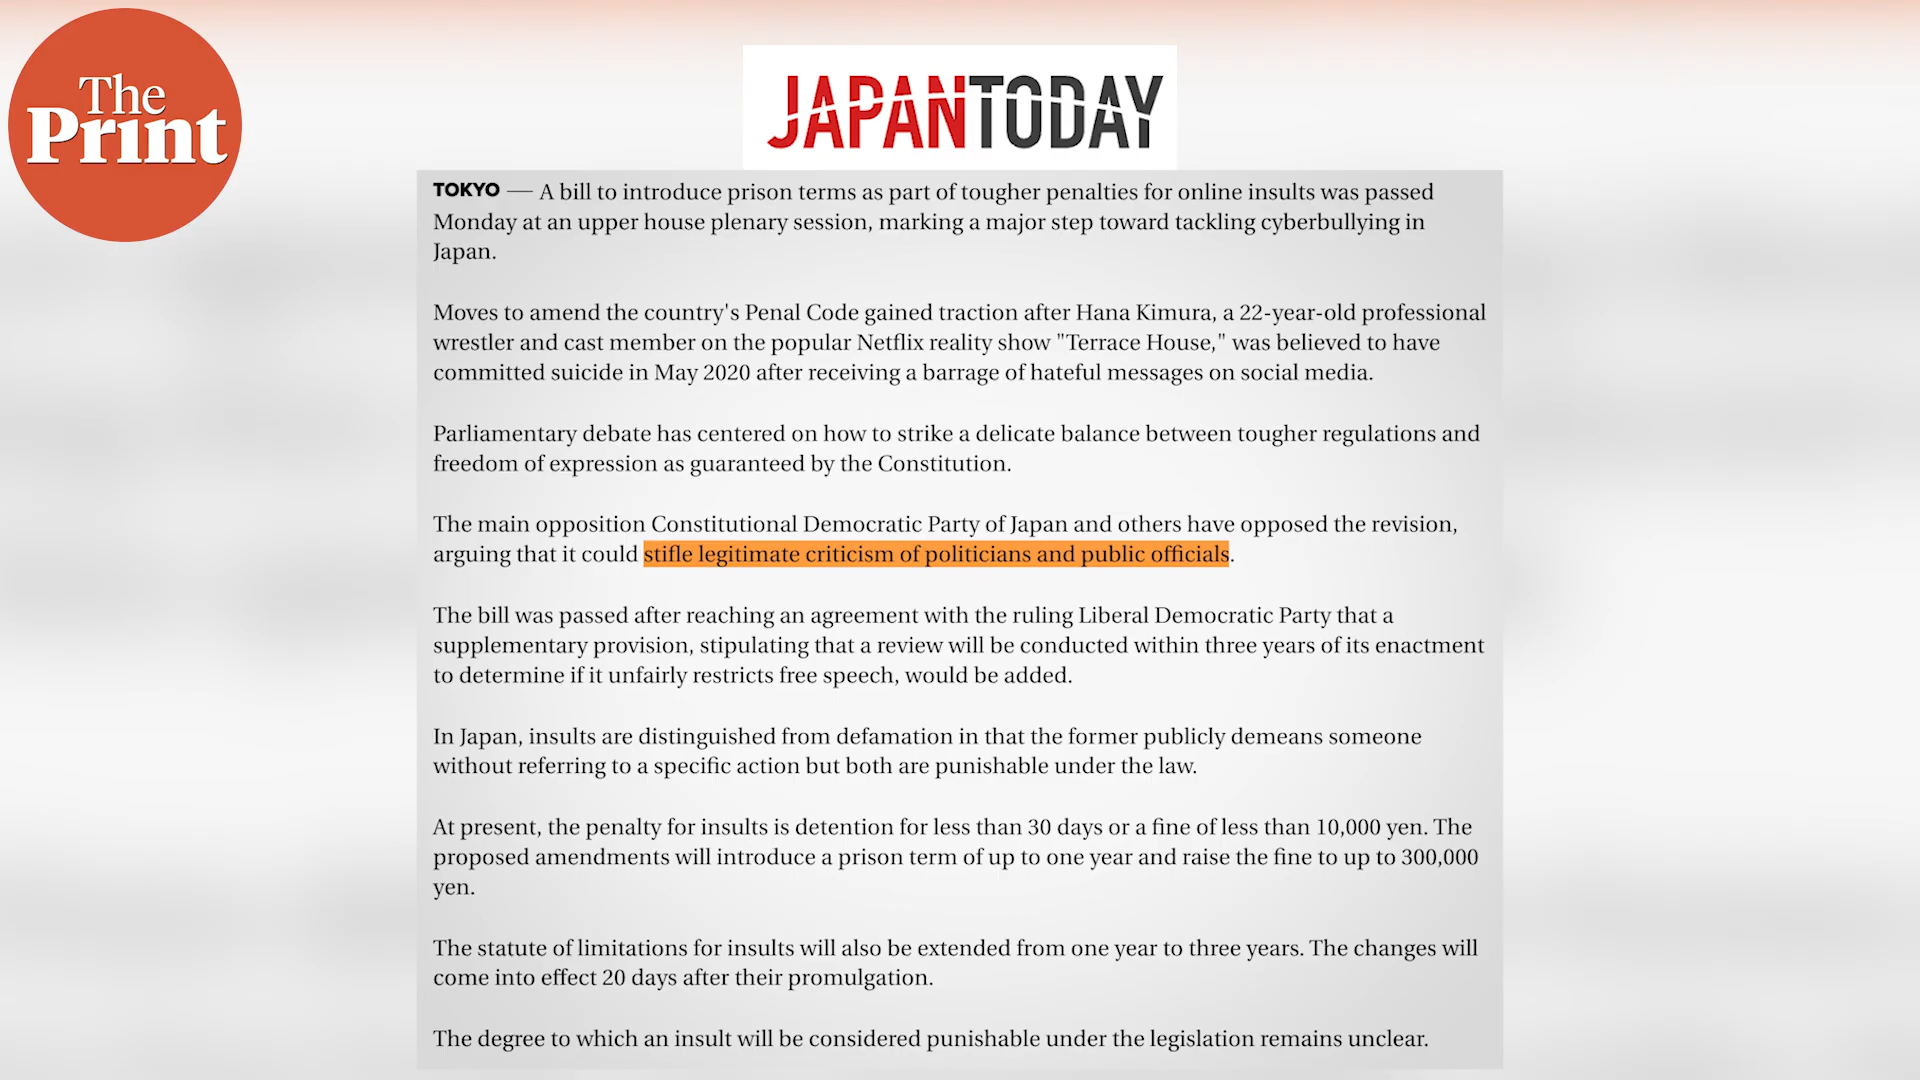 The
Print
JAPANTODAY
TOKYO — A bill to introduce prison terms as part of tougher penalties for online insults was passed
Monday at an upper house plenary session, marking a major step toward tackling cyberbullying in
Japan.
Moves to amend the country's Penal Code gained traction after Hana Kimura, a 22-year-old professional
wrestler and cast member on the popular Netflix reality show "Terrace House," was believed to have
committed suicide in May 2020 after receiving a barrage of hateful messages on social media.
Parliamentary debate has centered on how to strike a delicate balance between tougher regulations and
freedom of expression as guaranteed by the Constitution.
The main opposition Constitutional Democratic Party of Japan and others have opposed the revision,
arguing that it could stifle legitimate criticism of politicians and public officials.
The bill was passed after reaching an agreement with the ruling Liberal Democratic Party that a
supplementary provision, stipulating that a review will be conducted within three years of its enactment
to determine if it unfairly restricts free speech, would be added.
In Japan, insults are distinguished from defamation in that the former publicly demeans someone
without referring to a specific action but both are punishable under the law.
At present, the penalty for insults is detention for less than 30 days or a fine of less than 10,000 yen. The
proposed amendments will introduce a prison term of up to one year and raise the fine to up to 300,000
yen.
The statute of limitations for insults will also be extended from one year to three years. The changes will
come into effect 20 days after their promulgation.
The degree to which an insult will be considered punishable under the legislation remains unclear.